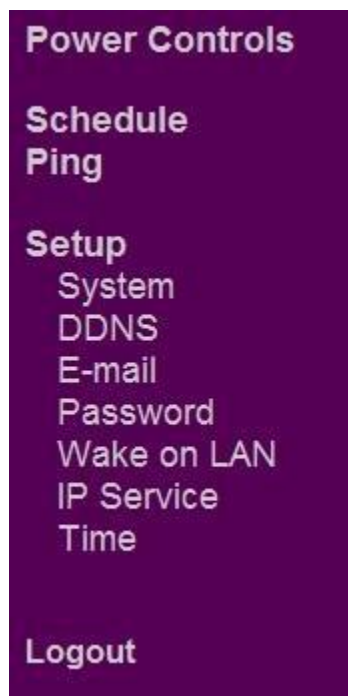 Power Controls
Schedule
Ping
Setup
System
DDNS
E-mail
Password
Wake on LAN
IP Service
Time
Logout